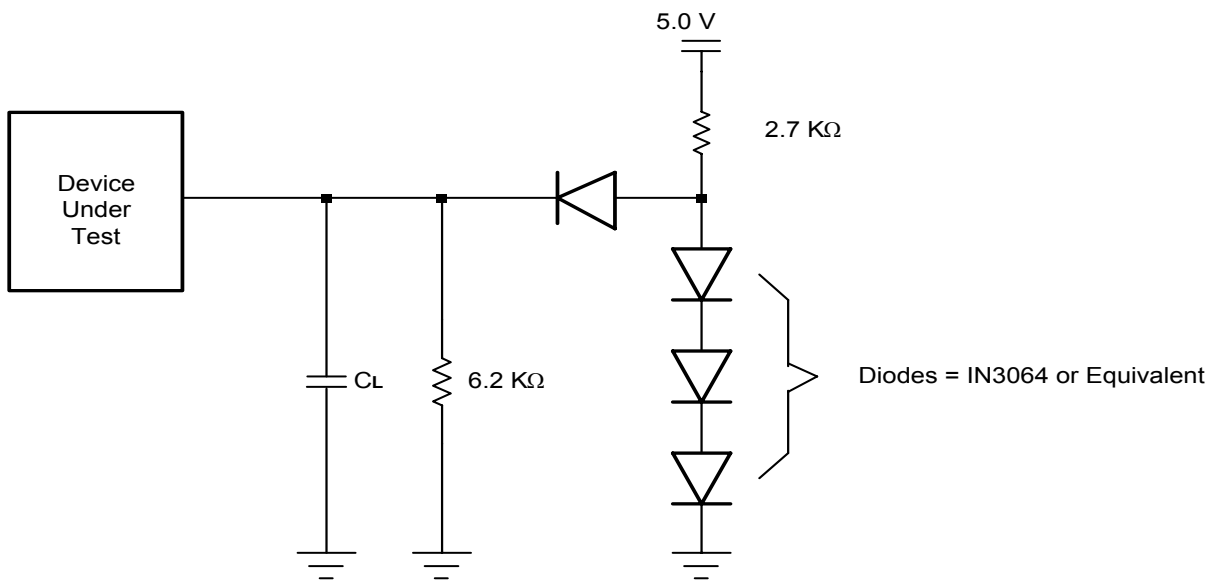 5.0 V
2.7 KΩ
Device
Under
Test
CL
6.2 KΩ
Diodes = IN3064 or Equivalent